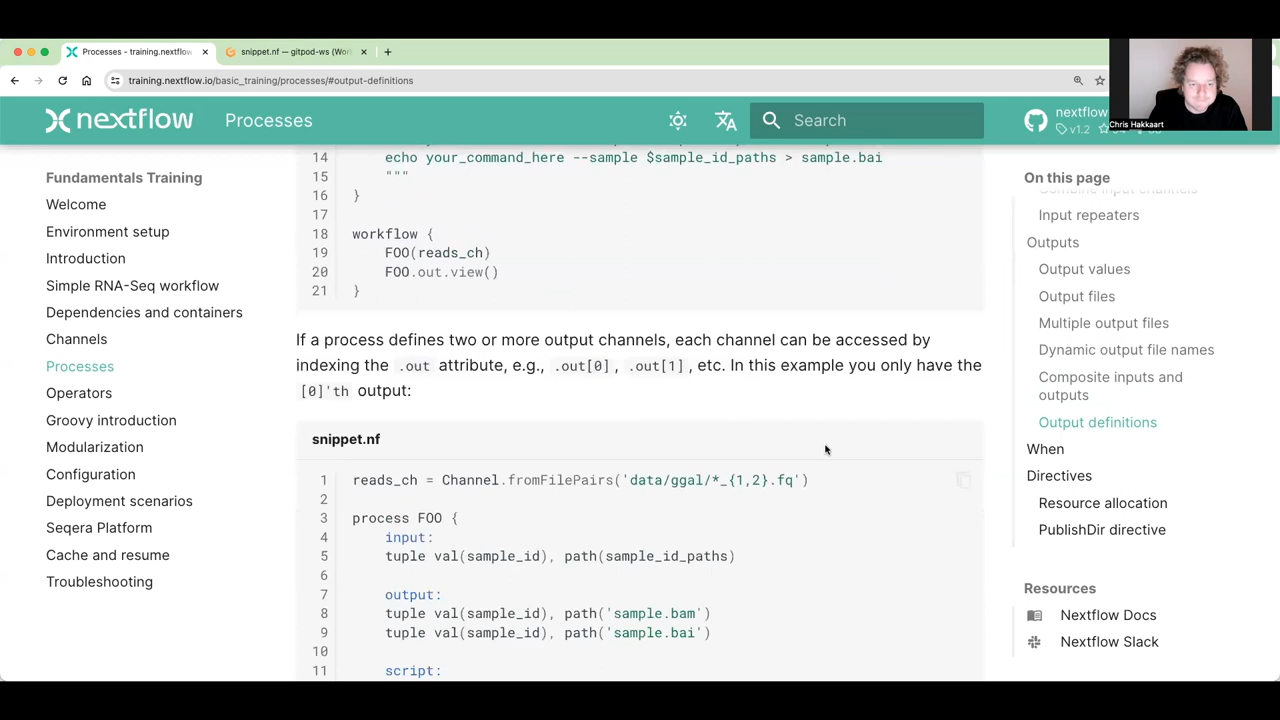 Processes - training.nextflow
snippet.nf — gitpod-ws (Wor
training.nextflow.io/basic_training/processes/#output-definitions
nextflow
Processes
Search
nextflow
v1.2
Chris Hakkaart
Fundamentals Training
Welcome
Environment setup
Introduction
Simple RNA-Seq workflow
Dependencies and containers
Channels
Processes
Operators
Groovy introduction
Modularization
Configuration
Deployment scenarios
Seqera Platform
Cache and resume
Troubleshooting
14 echo your_command_here --sample $sample_id_paths > sample.bai
15 """
16 }
17
18 workflow {
19 FOO(reads_ch)
20 FOO.out.view()
21 }
If a process defines two or more output channels, each channel can be accessed by
indexing the .out attribute, e.g., .out[0], .out[1], etc. In this example you only have the
[0]'th output:
snippet.nf
1 reads_ch = Channel.fromFilePairs('data/ggal/*_{1,2}.fq')
2
3 process FOO {
4 input:
5 tuple val(sample_id), path(sample_id_paths)
6
7 output:
8 tuple val(sample_id), path('sample.bam')
9 tuple val(sample_id), path('sample.bai')
10
11 script:
On this page
Combine input channels
Input repeaters
Outputs
Output values
Output files
Multiple output files
Dynamic output file names
Composite inputs and
outputs
Output definitions
When
Directives
Resource allocation
PublishDir directive
Resources
Nextflow Docs
Nextflow Slack